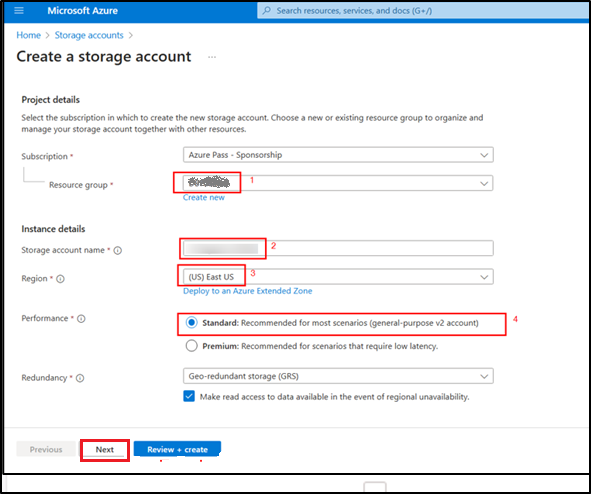 Microsoft Azure
Search resources, services, and docs (G+/)
Home > Storage accounts >
Create a storage account ...
Project details
Select the subscription in which to create the new storage account. Choose a new or existing resource group to organize and
manage your storage account together with other resources.
Subscription *
Azure Pass - Sponsorship
Resource group *
1
Create new
Instance details
Storage account name *
2
Region *
(US) East US
3
Deploy to an Azure Extended Zone
Performance *
Standard: Recommended for most scenarios (general-purpose v2 account)
4
Premium: Recommended for scenarios that require low latency.
Redundancy *
Geo-redundant storage (GRS)
Make read access to data available in the event of regional unavailability.
Previous
Next
Review + create